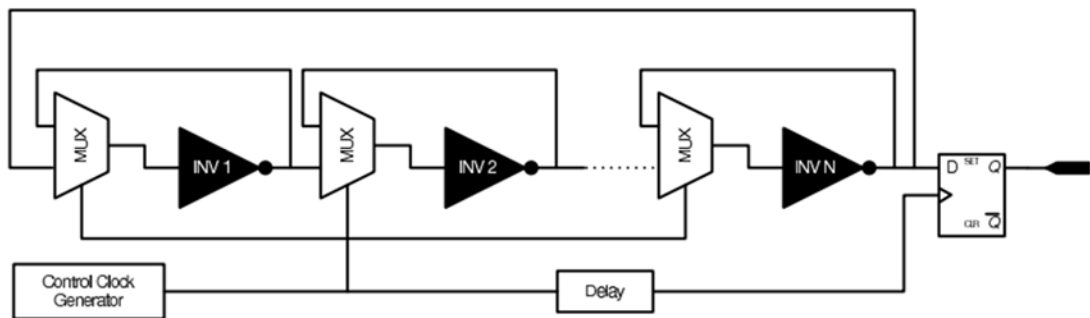 MUX
INV 1
MUX
INV 2
MUX
INV N
D
SET
Q
CLR
Q
Control Clock
Generator
Delay